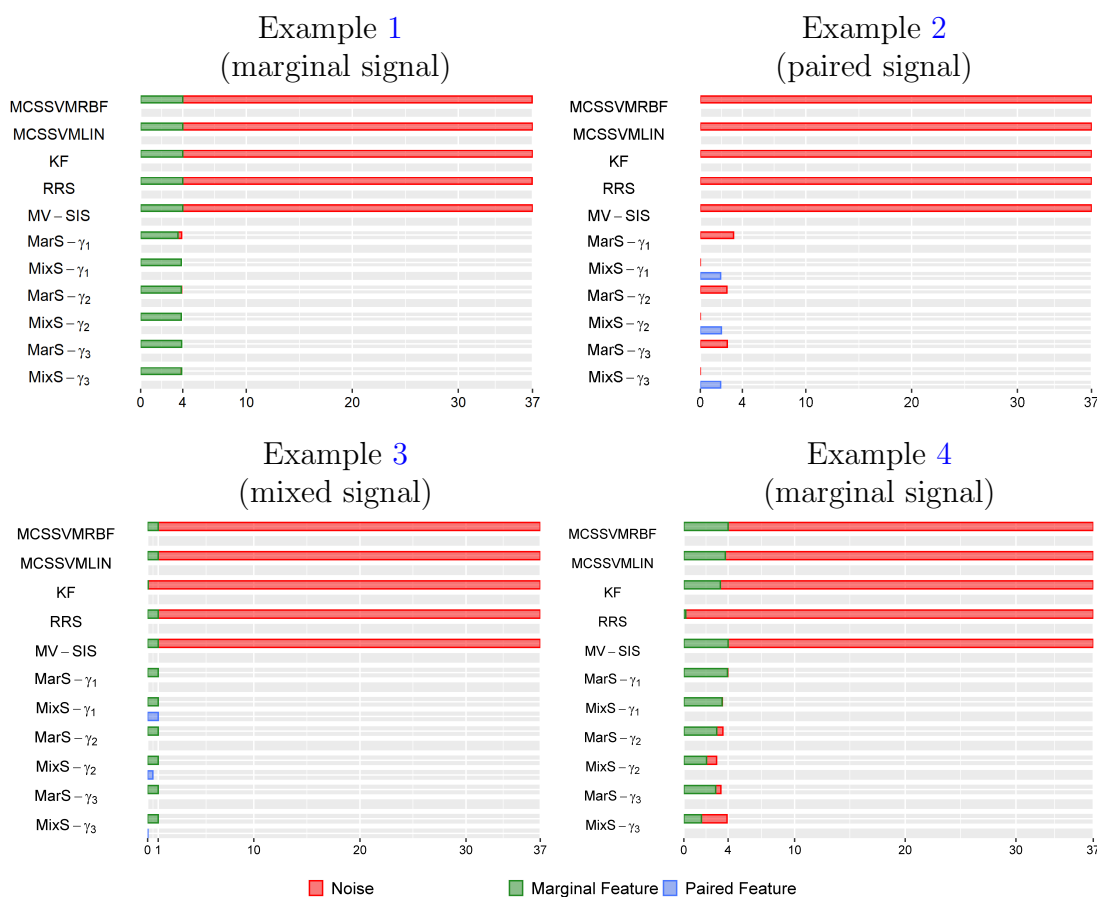 Example 1
(marginal signal)
MCSSVMRBF
MCSSVMLIN
KF
RRS
MV − SIS
MarS − γ₁
MixS − γ₁
MarS − γ₂
MixS − γ₂
MarS − γ₃
MixS − γ₃
0 4 10 20 30 37
Example 2
(paired signal)
MCSSVMRBF
MCSSVMLIN
KF
RRS
MV − SIS
MarS − γ₁
MixS − γ₁
MarS − γ₂
MixS − γ₂
MarS − γ₃
MixS − γ₃
0 4 10 20 30 37
Example 3
(mixed signal)
MCSSVMRBF
MCSSVMLIN
KF
RRS
MV − SIS
MarS − γ₁
MixS − γ₁
MarS − γ₂
MixS − γ₂
MarS − γ₃
MixS − γ₃
0 1 10 20 30 37
Example 4
(marginal signal)
MCSSVMRBF
MCSSVMLIN
KF
RRS
MV − SIS
MarS − γ₁
MixS − γ₁
MarS − γ₂
MixS − γ₂
MarS − γ₃
MixS − γ₃
0 4 10 20 30 37
Noise Marginal Feature Paired Feature